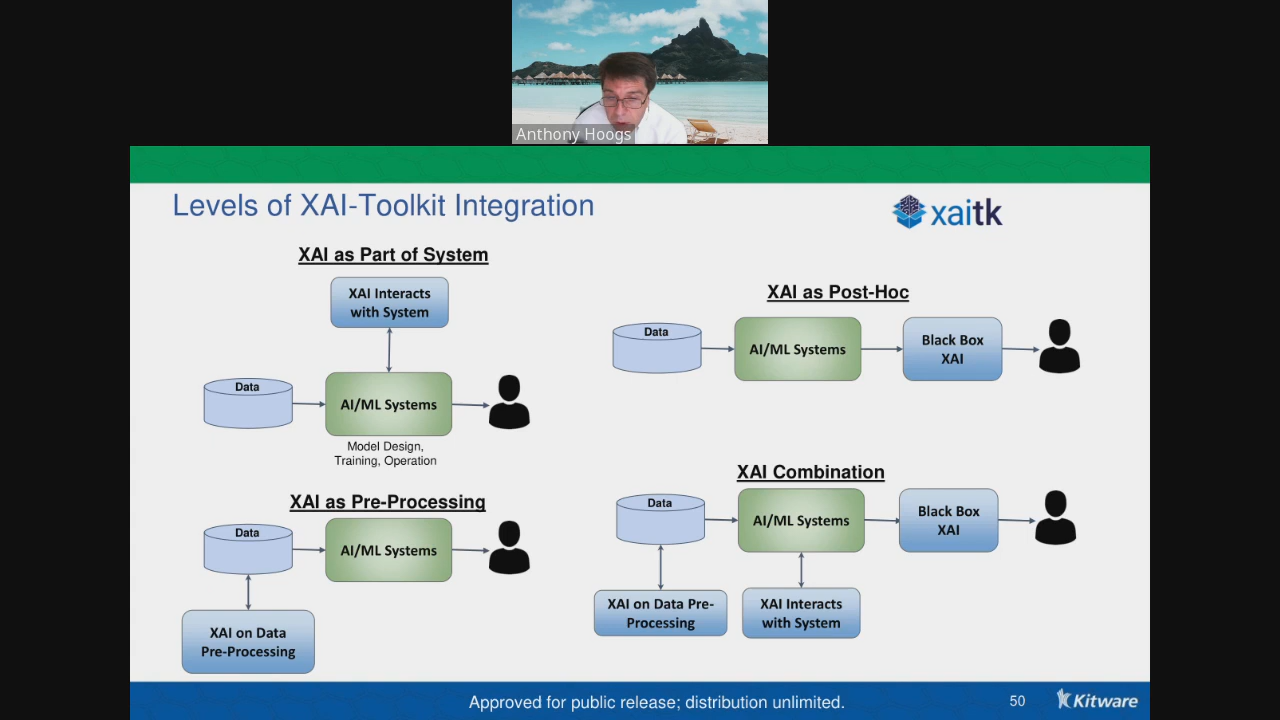 Anthony Hoogs
Levels of XAI-Toolkit Integration
xaitk
XAI as Part of System
XAI Interacts
with System
Data
AI/ML Systems
Model Design,
Training, Operation
XAI as Pre-Processing
Data
AI/ML Systems
XAI on Data
Pre-Processing
XAI as Post-Hoc
Data
AI/ML Systems
Black Box
XAI
XAI Combination
Data
AI/ML Systems
Black Box
XAI
XAI on Data Pre-
Processing
XAI Interacts
with System
Approved for public release; distribution unlimited.
50
Kitware